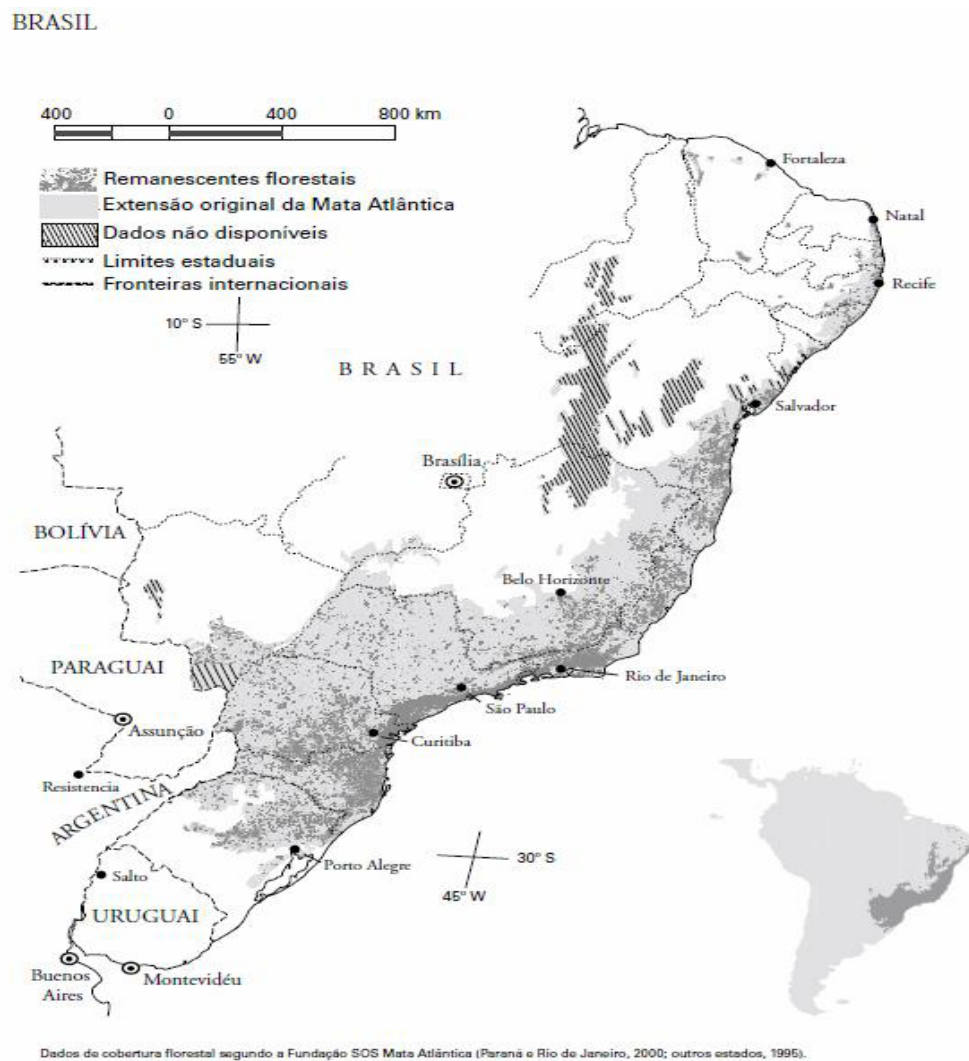 BRASIL
400 0 400 800 km
Remanescentes florestais
Extensão original da Mata Atlântica
Dados não disponíveis
Limites estaduais
Fronteiras internacionais
10° S
55° W
BRASIL
Fortaleza
Natal
Recife
Salvador
Brasília
BOLÍVIA
Belo Horizonte
PARAGUAI
Rio de Janeiro
São Paulo
Assunção
Curitiba
Resistencia
ARGENTINA
Porto Alegre
30° S
45° W
Salto
URUGUAI
Buenos
Aires
Montevidéu
Dados de cobertura florestal segundo a Fundação SOS Mata Atlântica (Paraná e Rio de Janeiro, 2000; outros estados, 1995).